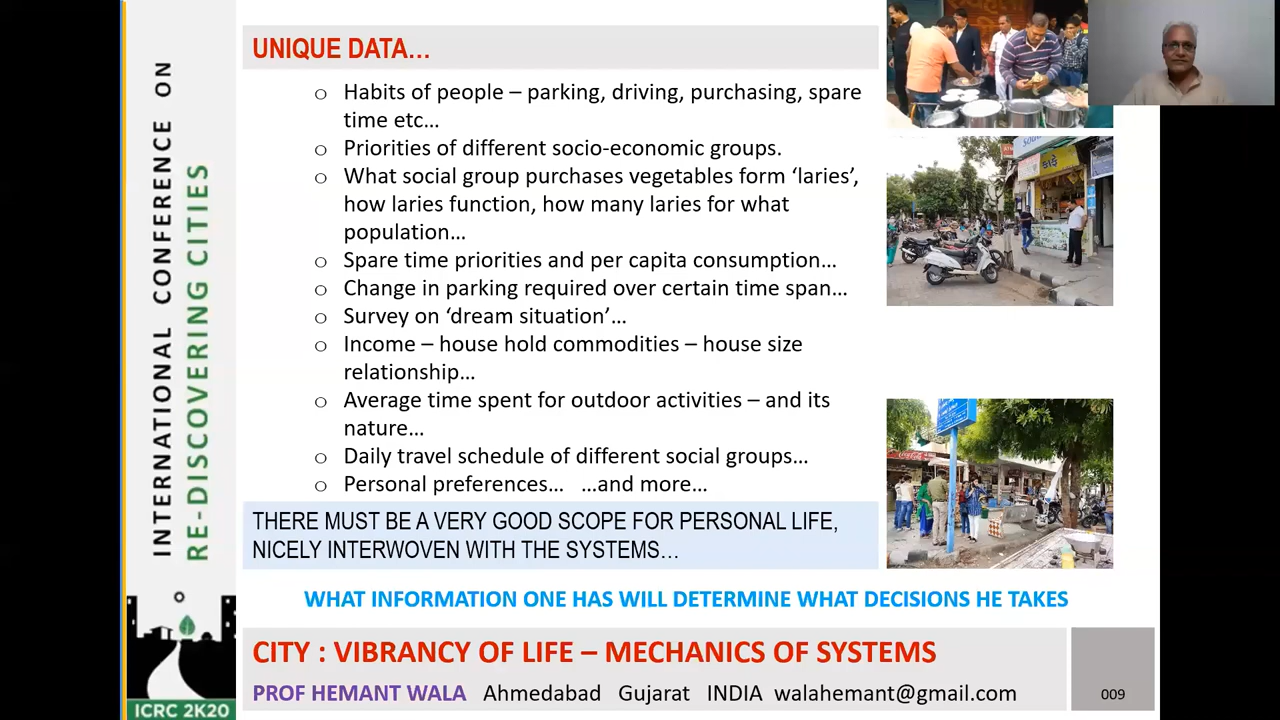 INTERNATIONAL CONFERENCE ON
RE-DISCOVERING CITIES
ICRC 2K20
UNIQUE DATA…
Habits of people – parking, driving, purchasing, spare
time etc…
Priorities of different socio-economic groups.
What social group purchases vegetables form ‘laries’,
how laries function, how many laries for what
population…
Spare time priorities and per capita consumption…
Change in parking required over certain time span…
Survey on ‘dream situation’…
Income – house hold commodities – house size
relationship…
Average time spent for outdoor activities – and its
nature…
Daily travel schedule of different social groups…
Personal preferences… …and more…
THERE MUST BE A VERY GOOD SCOPE FOR PERSONAL LIFE,
NICELY INTERWOVEN WITH THE SYSTEMS…
WHAT INFORMATION ONE HAS WILL DETERMINE WHAT DECISIONS HE TAKES
CITY : VIBRANCY OF LIFE – MECHANICS OF SYSTEMS
PROF HEMANT WALA Ahmedabad Gujarat INDIA walahemant@gmail.com
009